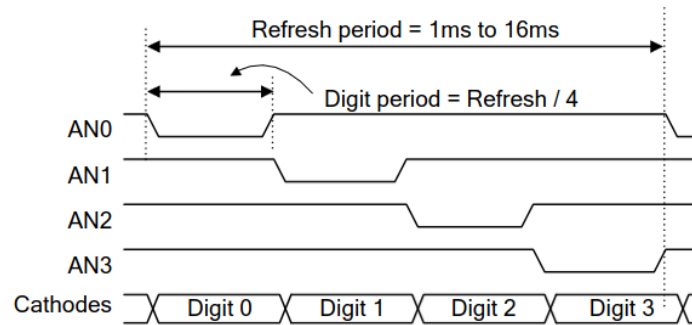 Refresh period = 1ms to 16ms
Digit period = Refresh / 4
AN0
AN1
AN2
AN3
Cathodes Digit 0 Digit 1 Digit 2 Digit 3